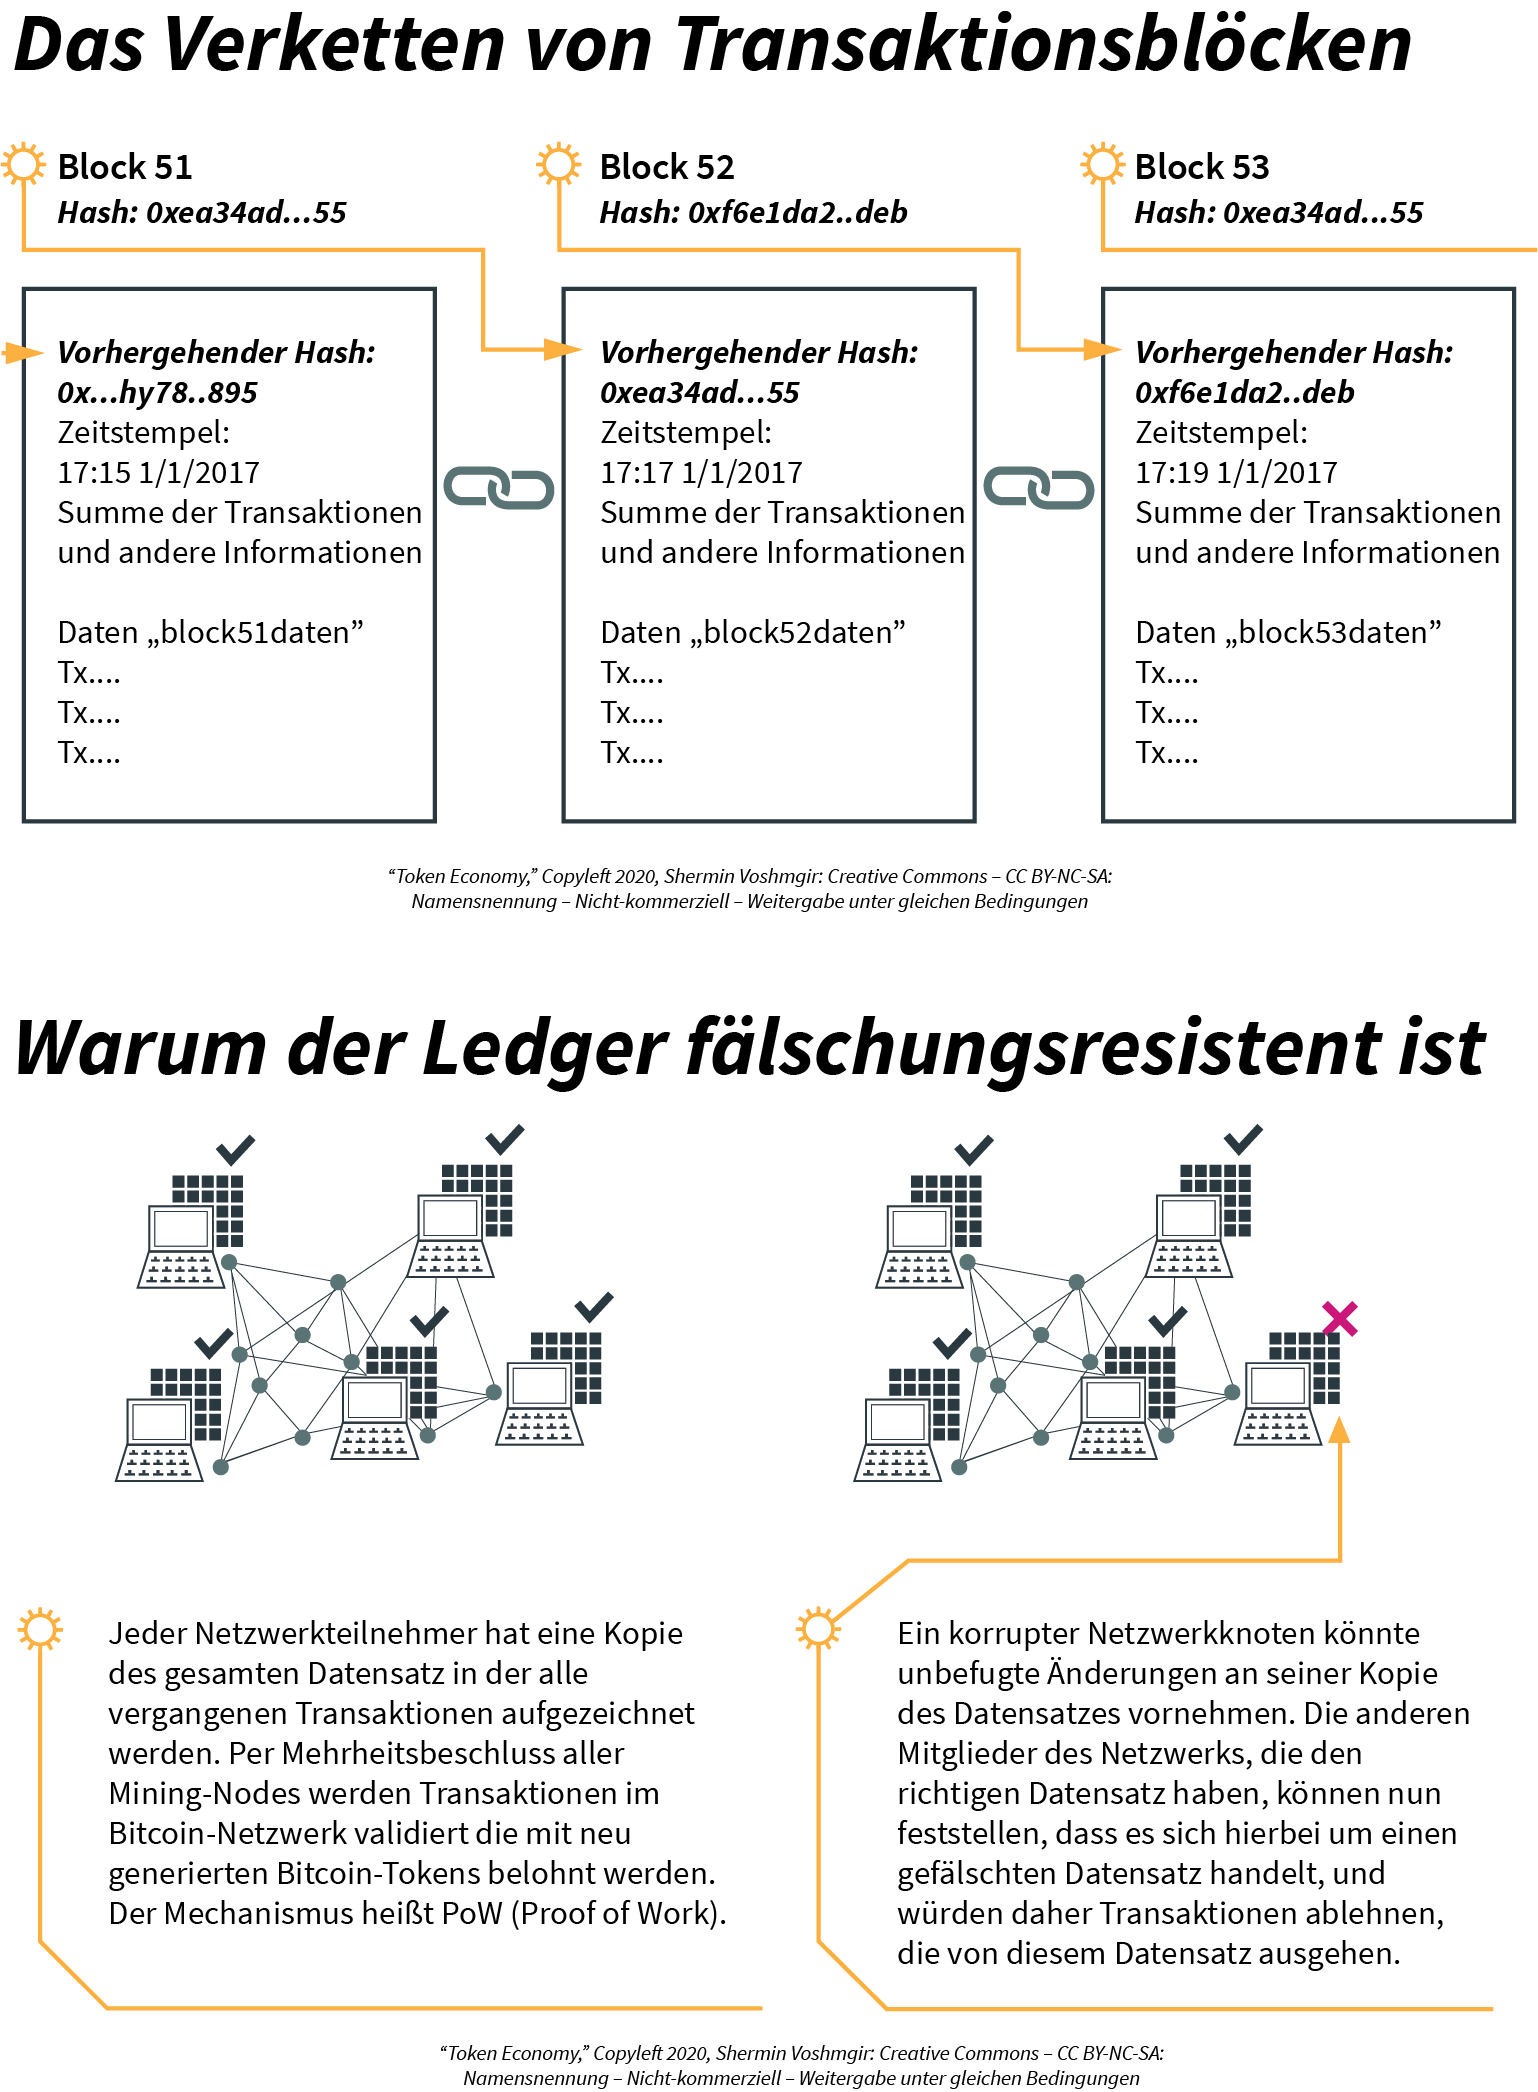 Das Verketten von Transaktionsblöcken
Block 51
Hash: 0xea34ad...55
Block 52
Hash: 0xf6e1da2..deb
Block 53
Hash: 0xea34ad...55
Vorhergehender Hash:
0x...hy78..895
Zeitstempel:
17:15 1/1/2017
Summe der Transaktionen
und andere Informationen
Daten „block51daten”
Tx....
Tx....
Tx....
Vorhergehender Hash:
0xea34ad...55
Zeitstempel:
17:17 1/1/2017
Summe der Transaktionen
und andere Informationen
Daten „block52daten”
Tx....
Tx....
Tx....
Vorhergehender Hash:
0xf6e1da2..deb
Zeitstempel:
17:19 1/1/2017
Summe der Transaktionen
und andere Informationen
Daten „block53daten”
Tx....
Tx....
Tx....
“Token Economy,” Copyleft 2020, Shermin Voshmgir: Creative Commons – CC BY-NC-SA:
Namensnennung – Nicht-kommerziell – Weitergabe unter gleichen Bedingungen
Warum der Ledger fälschungsresistent ist
Jeder Netzwerkteilnehmer hat eine Kopie
des gesamten Datensatz in der alle
vergangenen Transaktionen aufgezeichnet
werden. Per Mehrheitsbeschluss aller
Mining-Nodes werden Transaktionen im
Bitcoin-Netzwerk validiert die mit neu
generierten Bitcoin-Tokens belohnt werden.
Der Mechanismus heißt PoW (Proof of Work).
Ein korrupter Netzwerkknoten könnte
unbefugte Änderungen an seiner Kopie
des Datensatzes vornehmen. Die anderen
Mitglieder des Netzwerks, die den
richtigen Datensatz haben, können nun
feststellen, dass es sich hierbei um einen
gefälschten Datensatz handelt, und
würden daher Transaktionen ablehnen,
die von diesem Datensatz ausgehen.
“Token Economy,” Copyleft 2020, Shermin Voshmgir: Creative Commons – CC BY-NC-SA:
Namensnennung – Nicht-kommerziell – Weitergabe unter gleichen Bedingungen